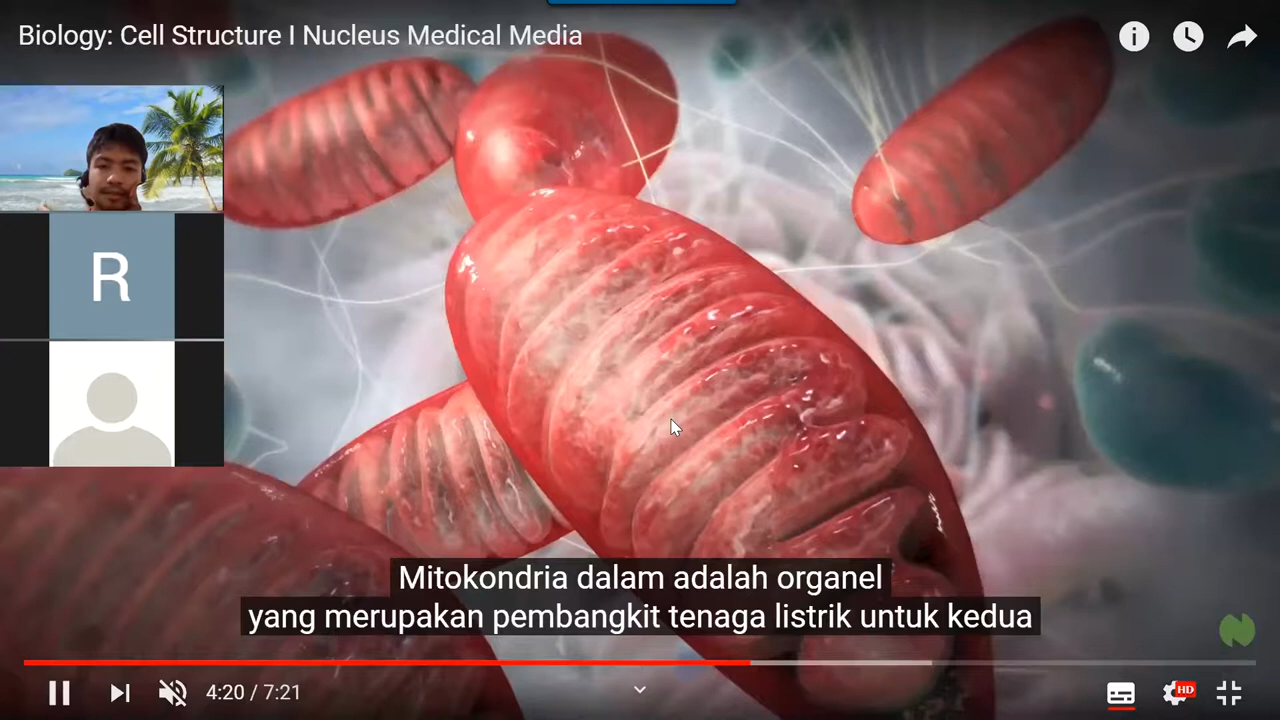 Biology: Cell Structure I Nucleus Medical Media
R
Mitokondria dalam adalah organel
yang merupakan pembangkit tenaga listrik untuk kedua
4:20 / 7:21
HD